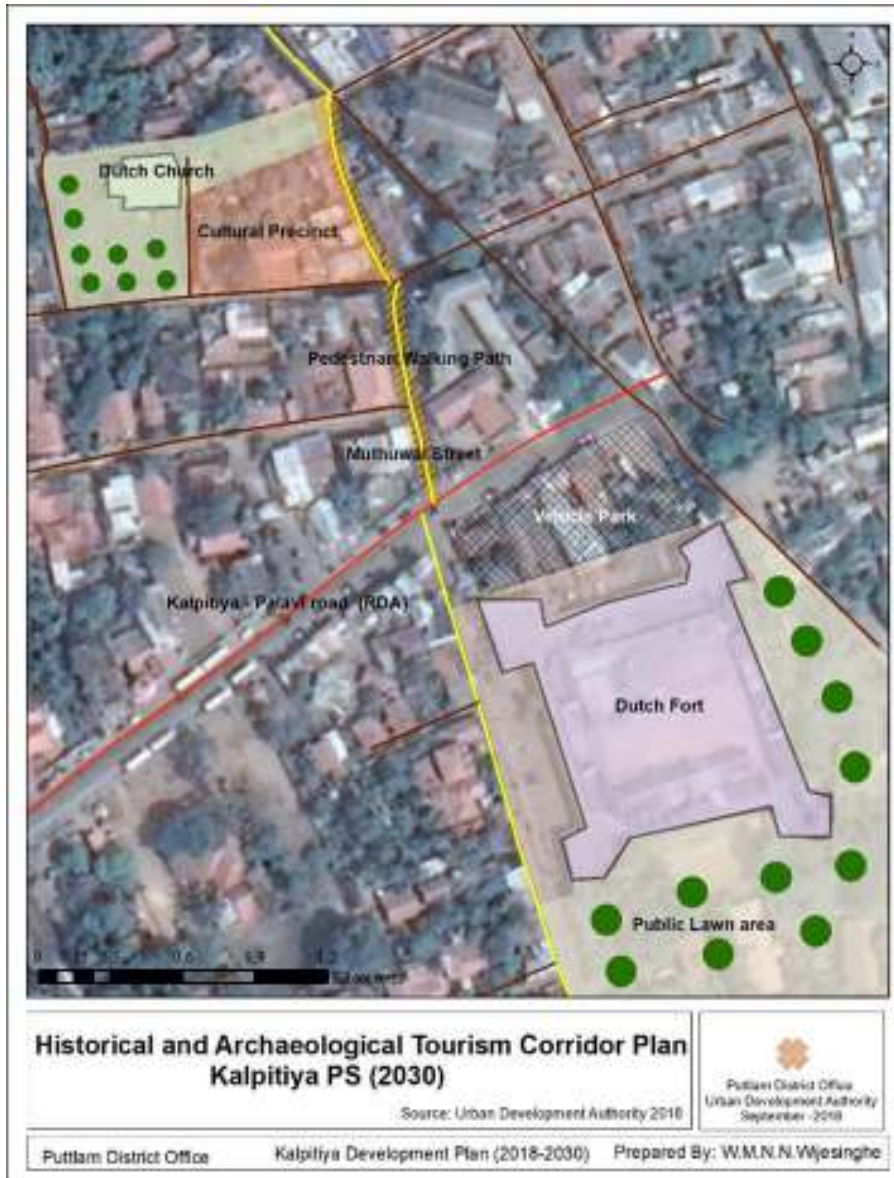 Dutch Church
Cultural Precinct
Pedestrian Walking Path
Muthuwal Street
Vehicle Park
Kalpitiya - Palavi road (RDA)
Dutch Fort
Public Lawn area
0
Historical and Archaeological Tourism Corridor Plan
Kalpitiya PS (2030)
Source: Urban Development Authority 2018
Puttlam District Office
Urban Development Authority
September -2018
Puttlam District Office
Kalpitiya Development Plan (2018-2030)
Prepared By: W.M.N.N.Wijesinghe